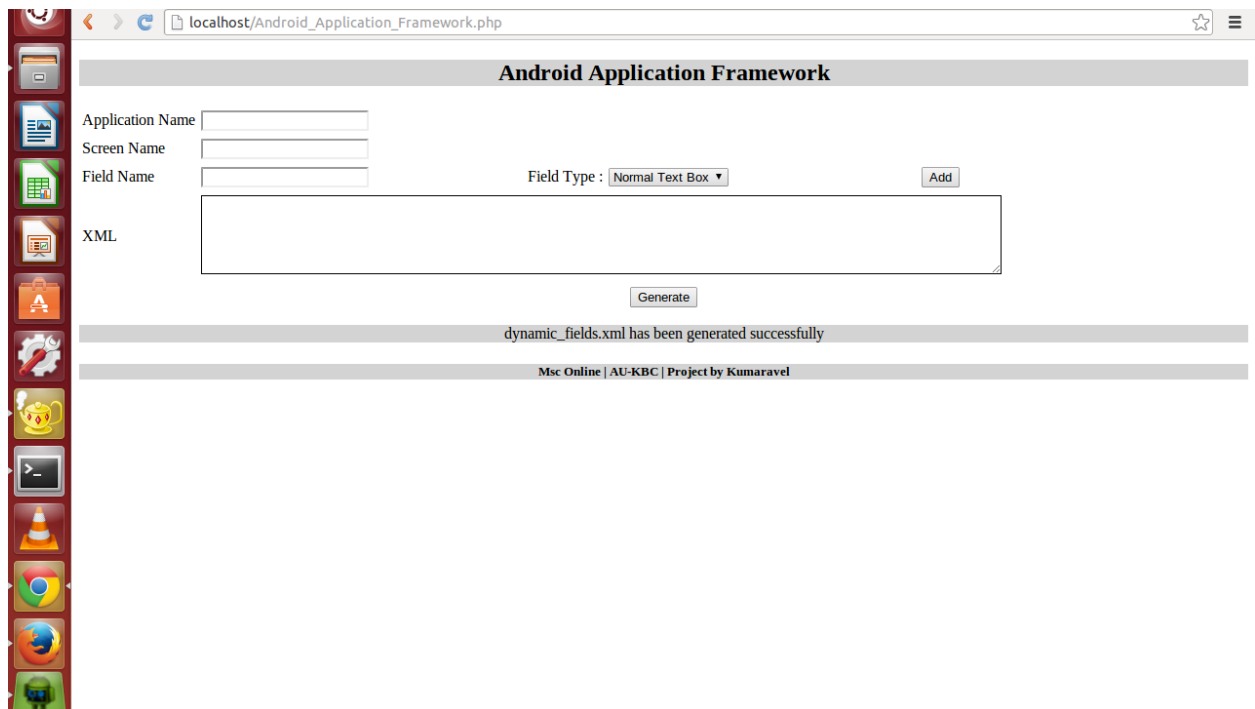 localhost/Android_Application_Framework.php
Android Application Framework
Application Name
Screen Name
Field Name Field Type : Normal Text Box Add
XML
Generate
dynamic_fields.xml has been generated successfully
Msc Online | AU-KBC | Project by Kumaravel